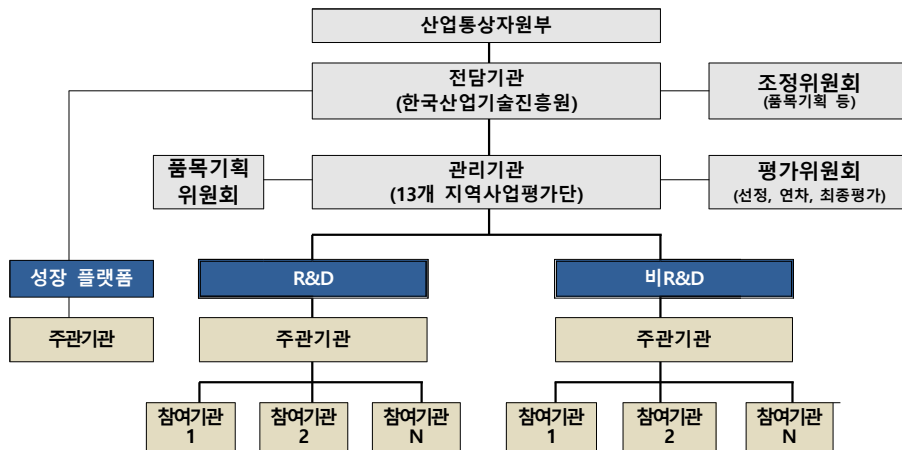 산업통상자원부
전담기관
(한국산업기술진흥원)
조정위원회
(품목기획 등)
품목기획
위원회
관리기관
(13개 지역사업평가단)
평가위원회
(선정, 연차, 최종평가)
성장 플랫폼
R&D
비R&D
주관기관
주관기관
주관기관
참여기관
1
참여기관
2
참여기관
N
참여기관
1
참여기관
2
참여기관
N